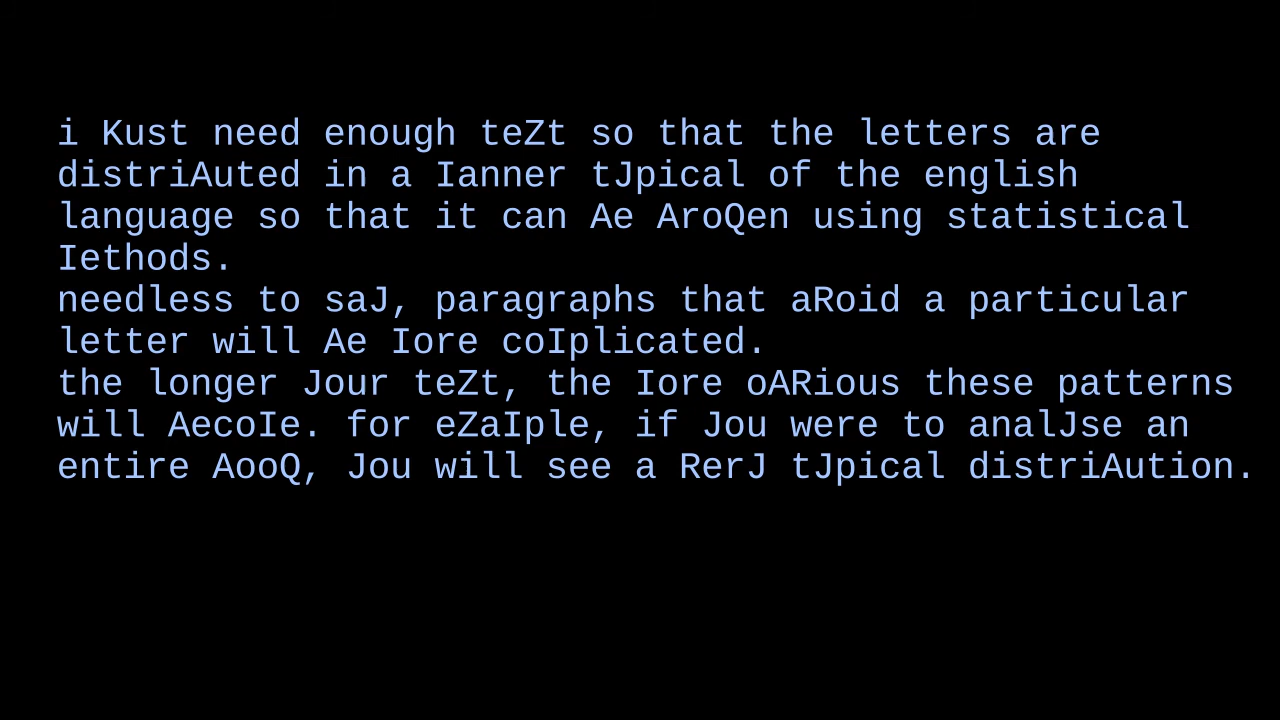 i Kust need enough teZt so that the letters are
distriAuted in a Ianner tJpical of the english
language so that it can Ae AroQen using statistical
Iethods.
needless to saJ, paragraphs that aRoid a particular
letter will Ae Iore coIplicated.
the longer Jour teZt, the Iore oARious these patterns
will AecoIe. for eZaIple, if Jou were to analJse an
entire AooQ, Jou will see a RerJ tJpical distriAution.